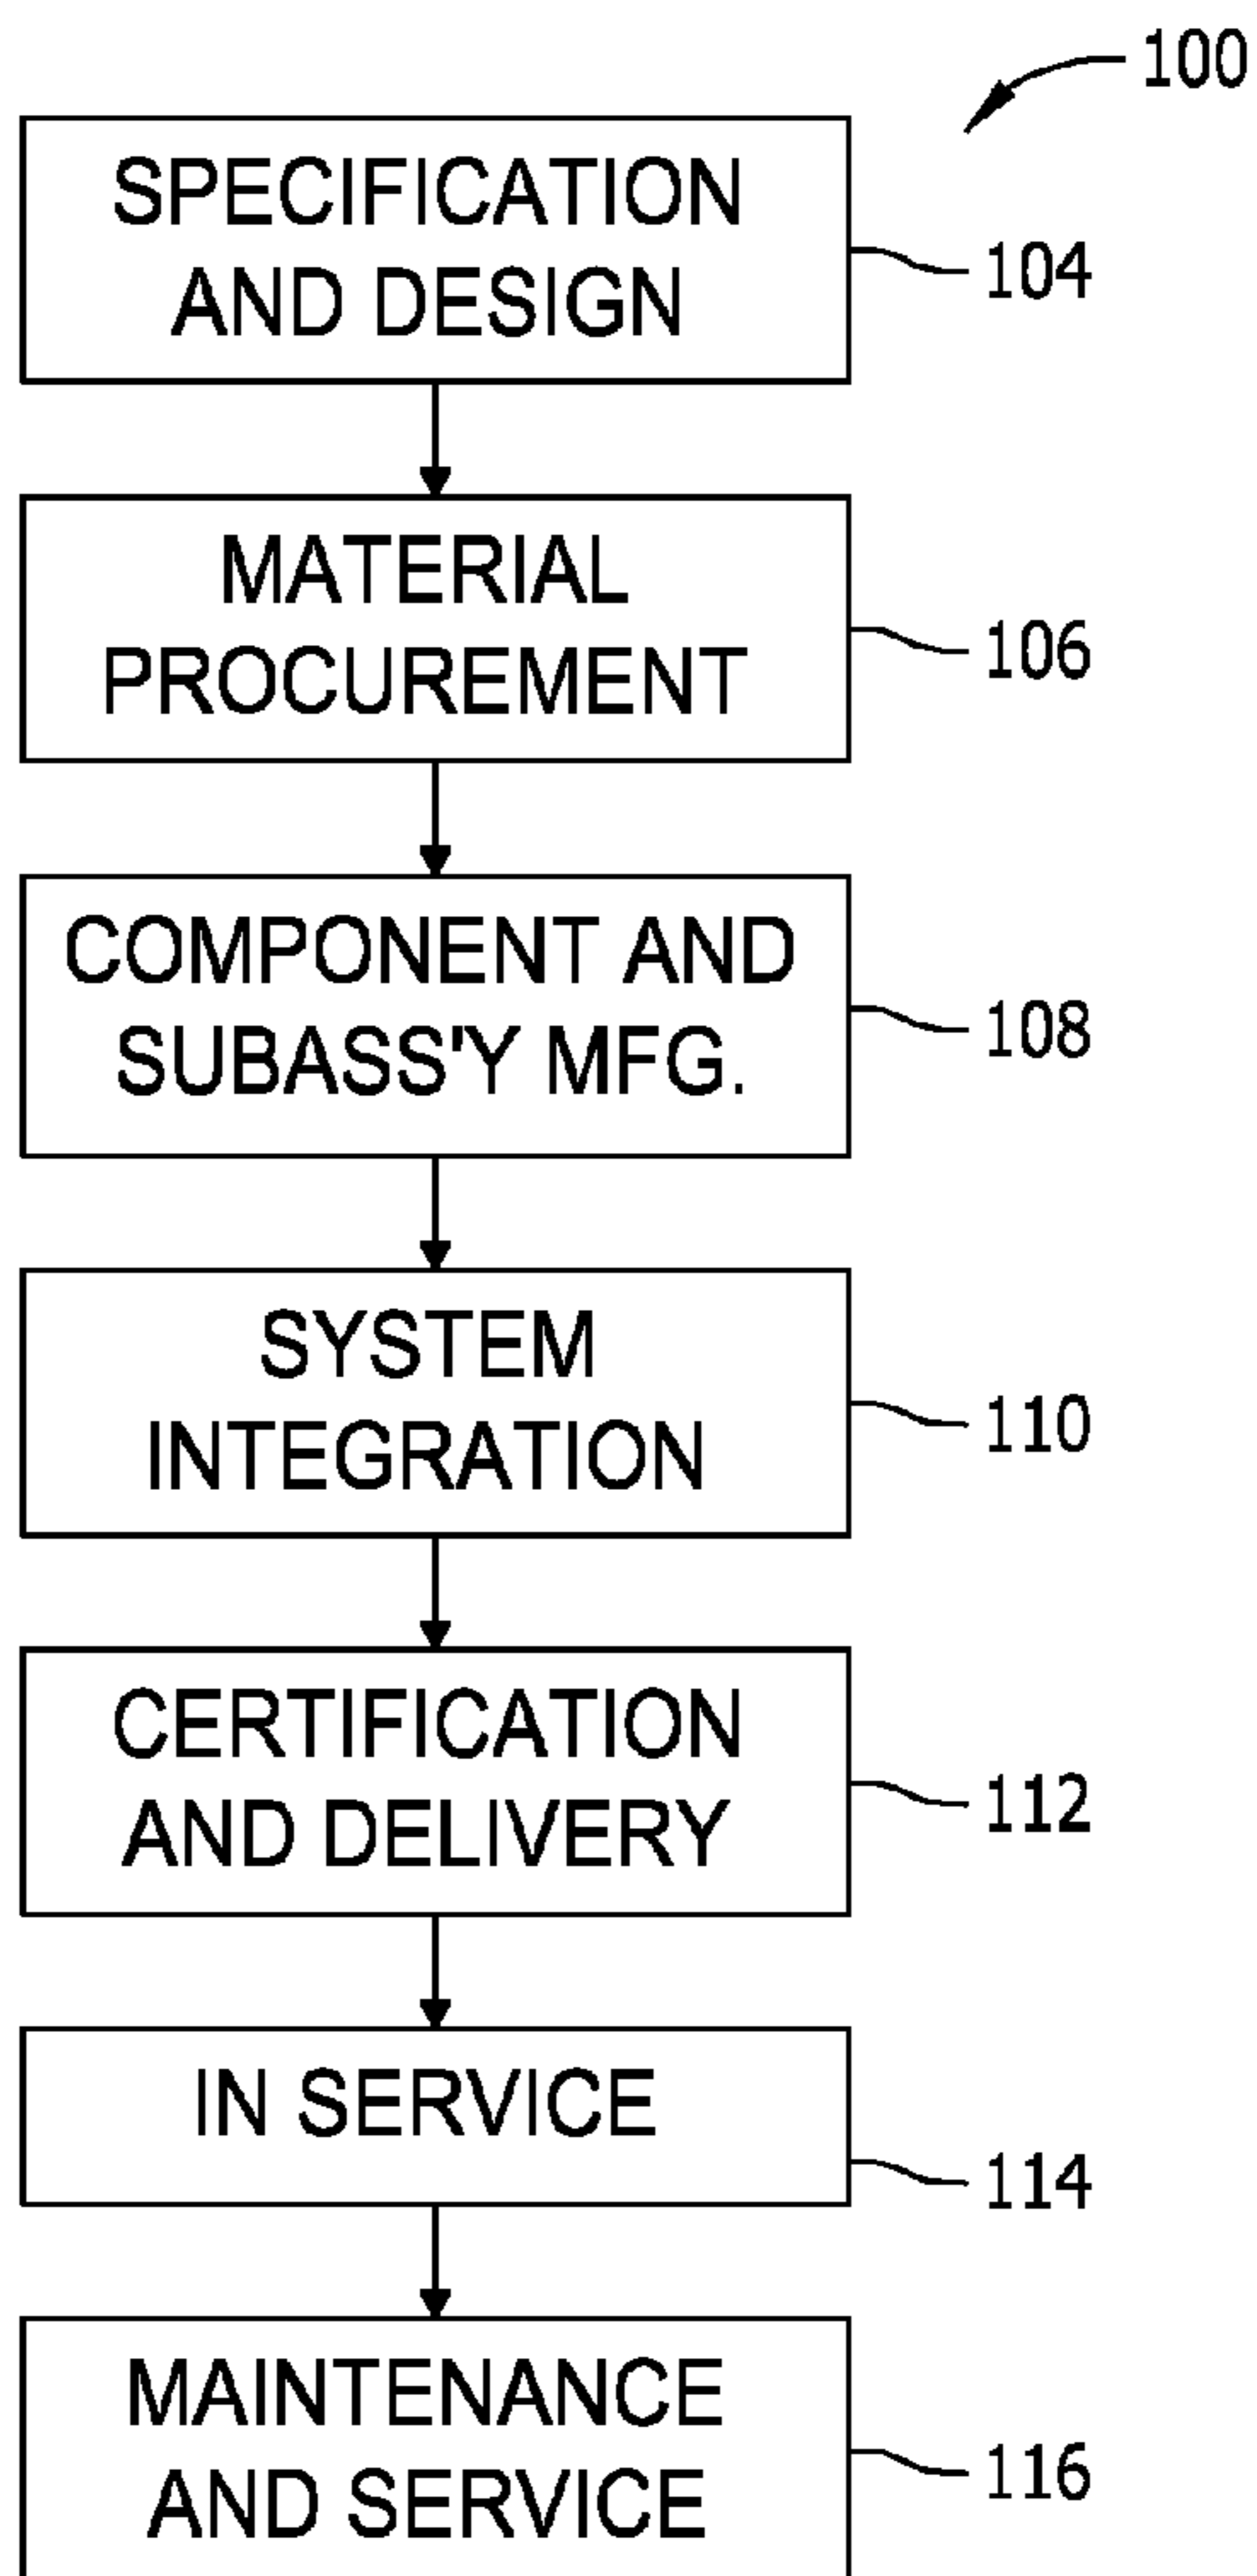 100
SPECIFICATION
AND DESIGN
104
MATERIAL
PROCUREMENT
106
COMPONENT AND
SUBASS'Y MFG.
108
SYSTEM
INTEGRATION
110
CERTIFICATION
AND DELIVERY
112
IN SERVICE
114
MAINTENANCE
AND SERVICE
116